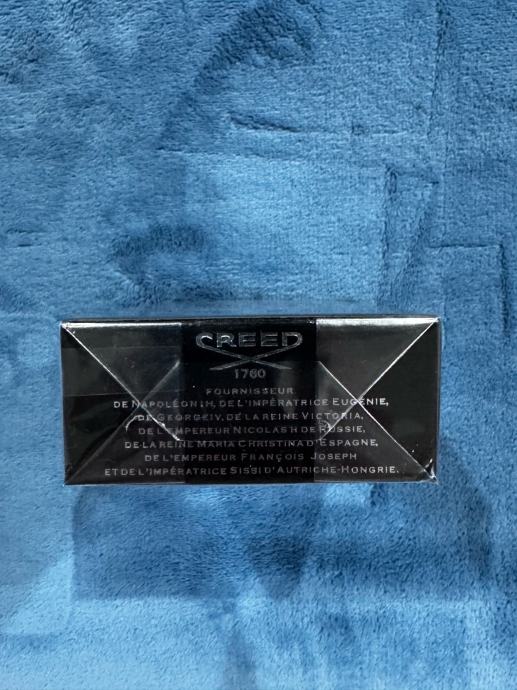 CREED
1760
FOURNISSEUR
DE NAPOLÉON III, DE L'IMPÉRATRICE EUGÉNIE,
DE GEORGE IV, DE LA REINE VICTORIA,
DE L'EMPEREUR NICOLAS II DE RUSSIE,
DE LA REINE MARIA CHRISTINA D'ESPAGNE,
DE L'EMPEREUR FRANÇOIS JOSEPH
ET DE L'IMPÉRATRICE SISSI D'AUTRICHE-HONGRIE.